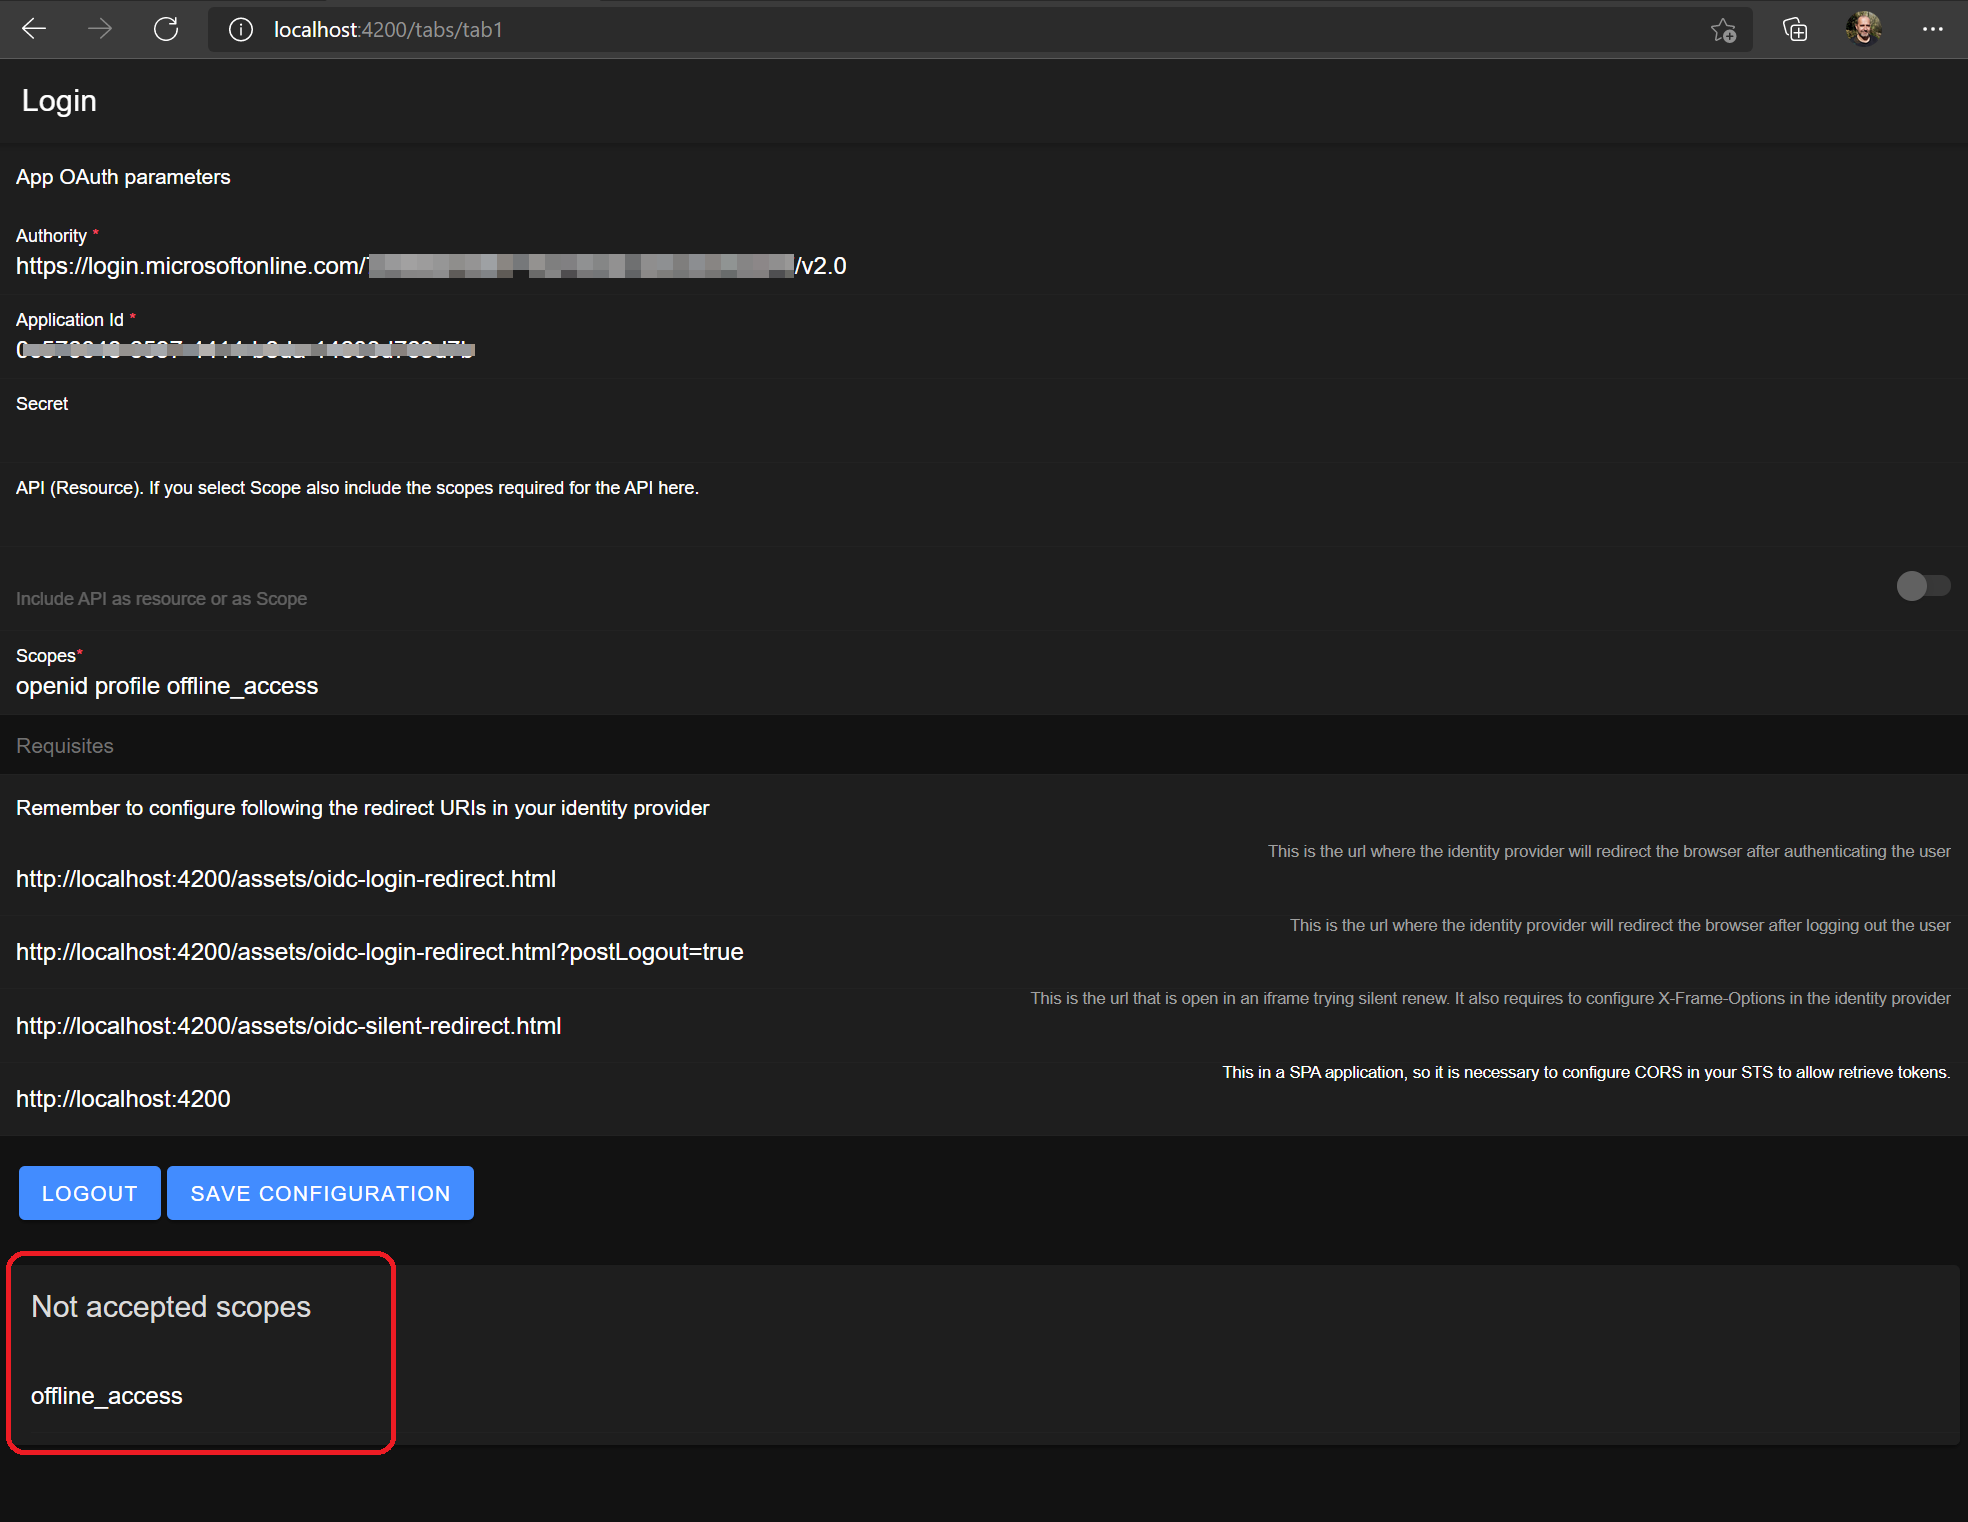 localhost:4200/tabs/tab1
Login
App OAuth parameters
Authority *
https://login.microsoftonline.com/ /v2.0
Application Id *
Secret
API (Resource). If you select Scope also include the scopes required for the API here.
Include API as resource or as Scope
Scopes*
openid profile offline_access
Requisites
Remember to configure following the redirect URIs in your identity provider
This is the url where the identity provider will redirect the browser after authenticating the user
http://localhost:4200/assets/oidc-login-redirect.html
This is the url where the identity provider will redirect the browser after logging out the user
http://localhost:4200/assets/oidc-login-redirect.html?postLogout=true
This is the url that is open in an iframe trying silent renew. It also requires to configure X-Frame-Options in the identity provider
http://localhost:4200/assets/oidc-silent-redirect.html
This in a SPA application, so it is necessary to configure CORS in your STS to allow retrieve tokens.
http://localhost:4200
LOGOUT
SAVE CONFIGURATION
Not accepted scopes
offline_access